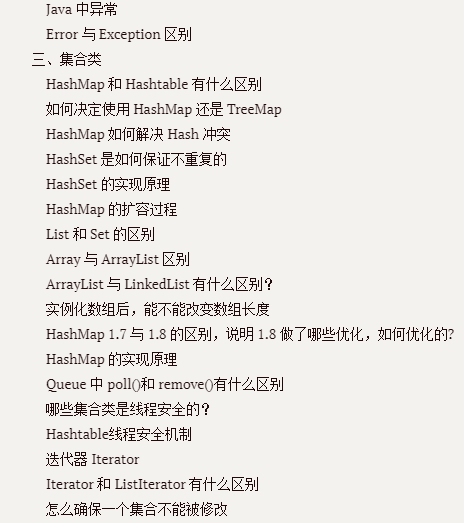 Java 中异常
Error 与 Exception 区别
三、集合类
HashMap 和 Hashtable 有什么区别
如何决定使用 HashMap 还是 TreeMap
HashMap 如何解决 Hash 冲突
HashSet 是如何保证不重复的
HashSet 的实现原理
HashMap 的扩容过程
List 和 Set 的区别
Array 与 ArrayList 区别
ArrayList 与 LinkedList 有什么区别？
实例化数组后，能不能改变数组长度
HashMap 1.7 与 1.8 的区别，说明 1.8 做了哪些优化，如何优化的？
HashMap 的实现原理
Queue 中 poll()和 remove()有什么区别
哪些集合类是线程安全的？
Hashtable线程安全机制
迭代器 Iterator
Iterator 和 ListIterator 有什么区别
怎么确保一个集合不能被修改